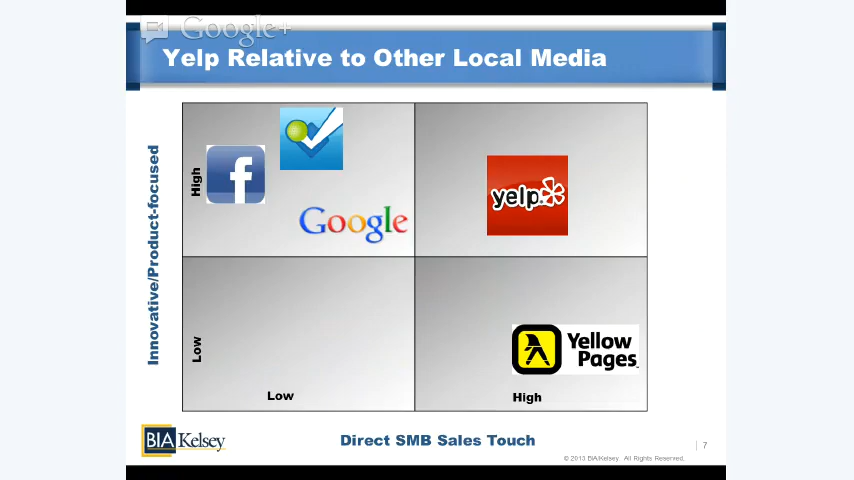 Google+
Yelp Relative to Other Local Media
Innovative/Product-focused
High
f
Google
yelp
Low
Yellow
Pages
Low
High
BIA Kelsey
Direct SMB Sales Touch
7
© 2013 BIA/Kelsey. All Rights Reserved.